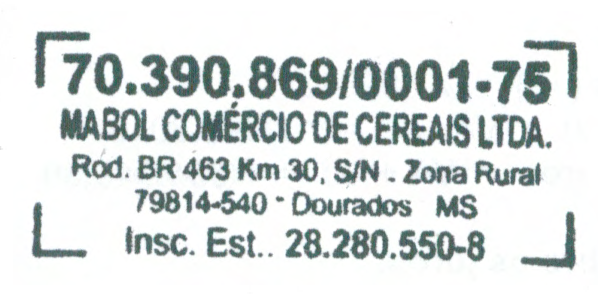 70.390.869/0001-75
MABOL COMÉRCIO DE CEREAIS LTDA.
Rod. BR 463 Km 30, S/N - Zona Rural
79814-540 - Dourados MS
Insc. Est.. 28.280.550-8